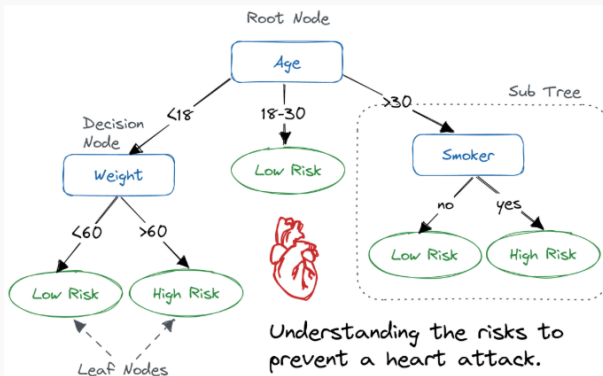 Root Node
Age
<18
18-30
>30
Sub Tree
Decision
Node
Weight
Low Risk
Smoker
<60
>60
no
yes
Low Risk
High Risk
Low Risk
High Risk
Leaf Nodes
Understanding the risks to
prevent a heart attack.